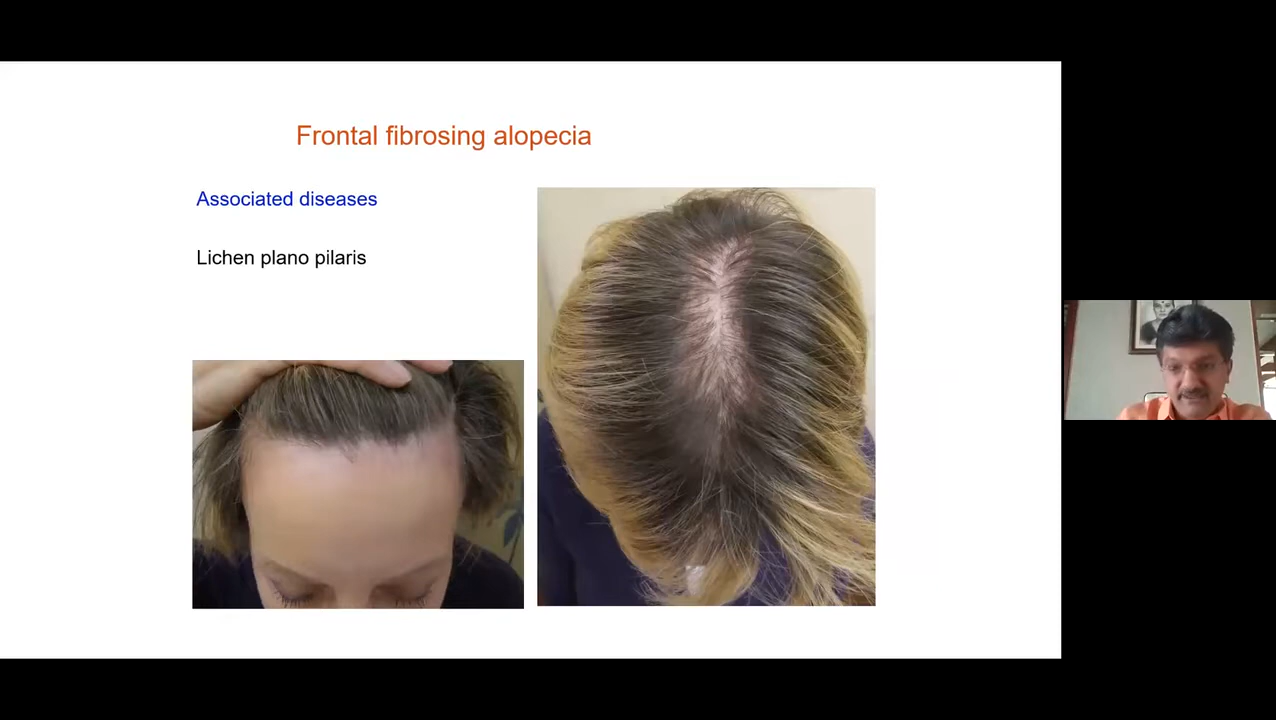 Frontal fibrosing alopecia
Associated diseases
Lichen plano pilaris